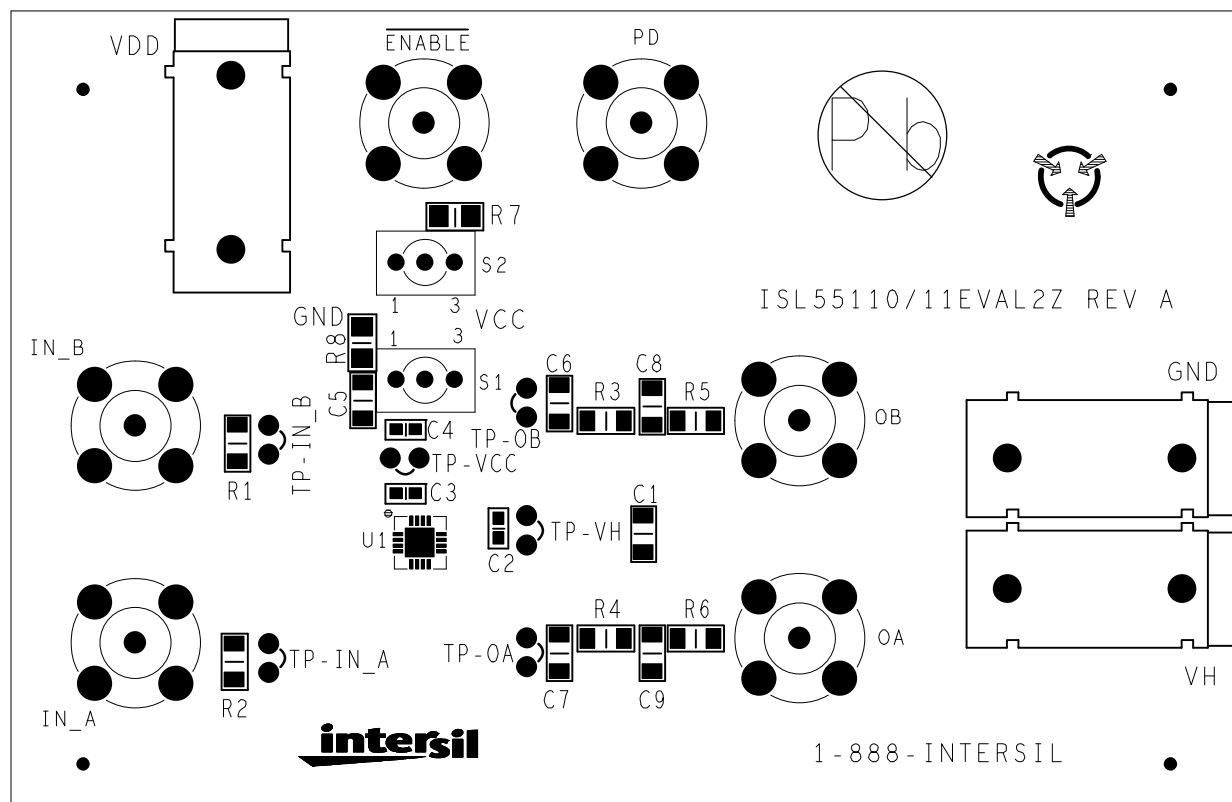 VDD
ENABLE
PD
Pb
R7
S2
1 3
ISL55110/11EVAL2Z REV A
GND
VCC
R8
1 3
IN_B
S1
C6
C8
GND
C5
R3
R5
TP-IN_B
C4
TP-OB
OB
TP-VCC
R1
C3
C1
U1
TP-VH
C2
R4
R6
TP-IN_A
TP-OA
OA
VH
R2
C7
C9
IN_A
intersil
1-888-INTERSIL